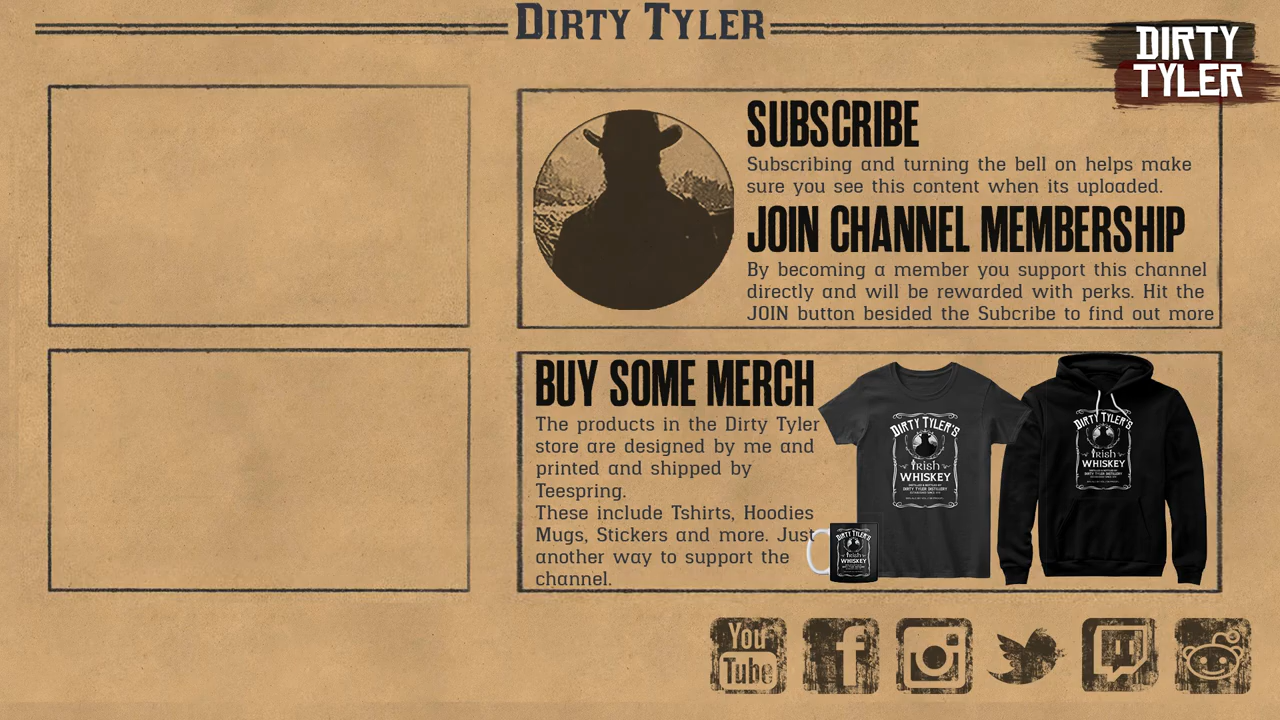 DIRTY TYLER
DIRTY
TYLER
SUBSCRIBE
Subscribing and turning the bell on helps make
sure you see this content when its uploaded.
JOIN CHANNEL MEMBERSHIP
By becoming a member you support this channel
directly and will be rewarded with perks. Hit the
JOIN button besided the Subcribe to find out more
BUY SOME MERCH
The products in the Dirty Tyler
store are designed by me and
printed and shipped by
Teespring.
These include Tshirts, Hoodies
Mugs, Stickers and more. Just
another way to support the
channel.
DIRTY TYLER'S
Irish
WHISKEY
DIRTY TYLER'S
Irish
WHISKEY
DIRTY TYLER'S
Irish
WHISKEY
You
Tube